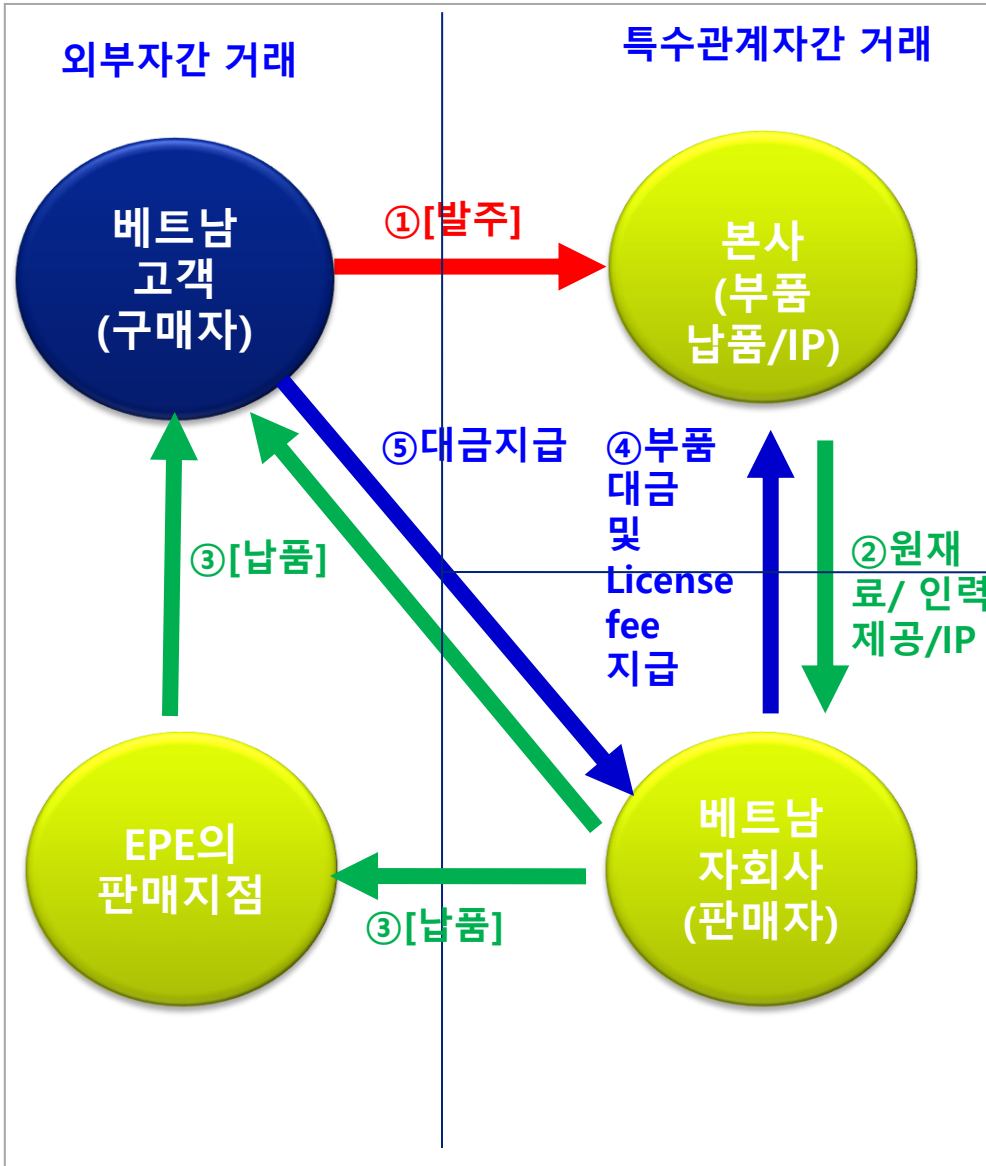 외부자간 거래
특수관계자간 거래
베트남
고객
(구매자)
①[발주]
본사
(부품
납품/IP)
⑤대금지급
④부품
대금
및
License
fee
지급
②원재
료/ 인력
제공/IP
③[납품]
EPE의
판매지점
③[납품]
베트남
자회사
(판매자)